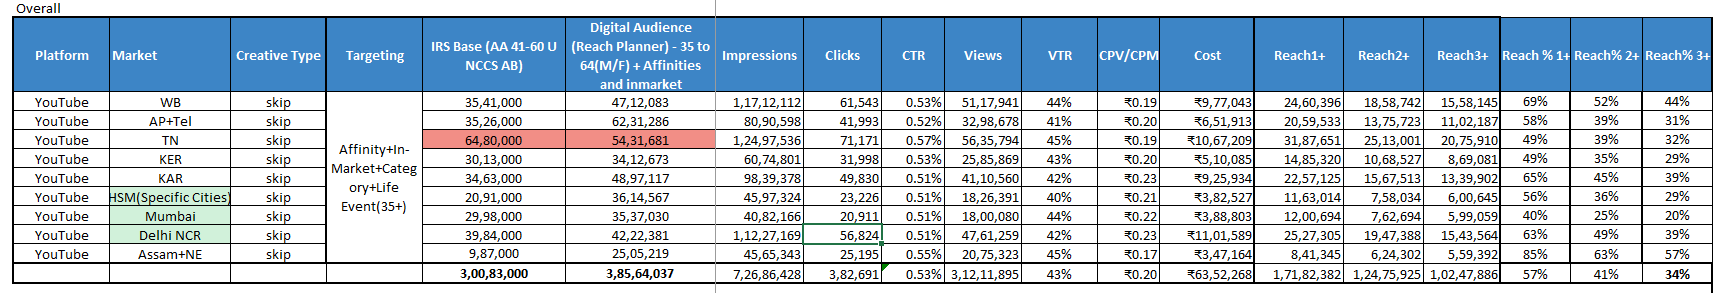 Overall
Platform Market Creative Type Targeting IRS Base (AA 41-60 U NCCS AB) Digital Audience (Reach Planner) - 35 to 64(M/F) + Affinities and inmarket Impressions Clicks CTR Views VTR CPV/CPM Cost Reach1+ Reach2+ Reach3+ Reach % 1+ Reach% 2+ Reach% 3+
Affinity+In-Market+Category+Life Event(35+)
YouTube WB skip 35,41,000 47,12,083 1,17,12,112 61,543 0.53% 51,17,941 44% ₹0.19 ₹9,77,043 24,60,396 18,58,742 15,58,145 69% 52% 44%
YouTube AP+Tel skip 35,26,000 62,31,286 80,90,598 41,993 0.52% 32,98,678 41% ₹0.20 ₹6,51,913 20,59,533 13,75,723 11,02,187 58% 39% 31%
YouTube TN skip 64,80,000 54,31,681 1,24,97,536 71,171 0.57% 56,35,794 45% ₹0.19 ₹10,67,209 31,87,651 25,13,001 20,75,910 49% 39% 32%
YouTube KER skip 30,13,000 34,12,673 60,74,801 31,998 0.53% 25,85,869 43% ₹0.20 ₹5,10,085 14,85,320 10,68,527 8,69,081 49% 35% 29%
YouTube KAR skip 34,63,000 48,97,117 98,39,378 49,830 0.51% 41,10,560 42% ₹0.23 ₹9,25,934 22,57,125 15,67,513 13,39,902 65% 45% 39%
YouTube HSM(Specific Cities) skip 20,91,000 36,14,567 45,97,324 23,226 0.51% 18,26,391 40% ₹0.21 ₹3,82,527 11,63,014 7,58,034 6,00,645 56% 36% 29%
YouTube Mumbai skip 29,98,000 35,37,030 40,82,166 20,911 0.51% 18,00,080 44% ₹0.22 ₹3,88,803 12,00,694 7,62,694 5,99,059 40% 25% 20%
YouTube Delhi NCR skip 39,84,000 42,22,381 1,12,27,169 56,824 0.51% 47,61,259 42% ₹0.23 ₹11,01,589 25,27,305 19,47,388 15,43,564 63% 49% 39%
YouTube Assam+NE skip 9,87,000 25,05,219 45,65,343 25,195 0.55% 20,75,323 45% ₹0.17 ₹3,47,164 8,41,345 6,24,302 5,59,392 85% 63% 57%
3,00,83,000 3,85,64,037 7,26,86,428 3,82,691 0.53% 3,12,11,895 43% ₹0.20 ₹63,52,268 1,71,82,382 1,24,75,925 1,02,47,886 57% 41% 34%